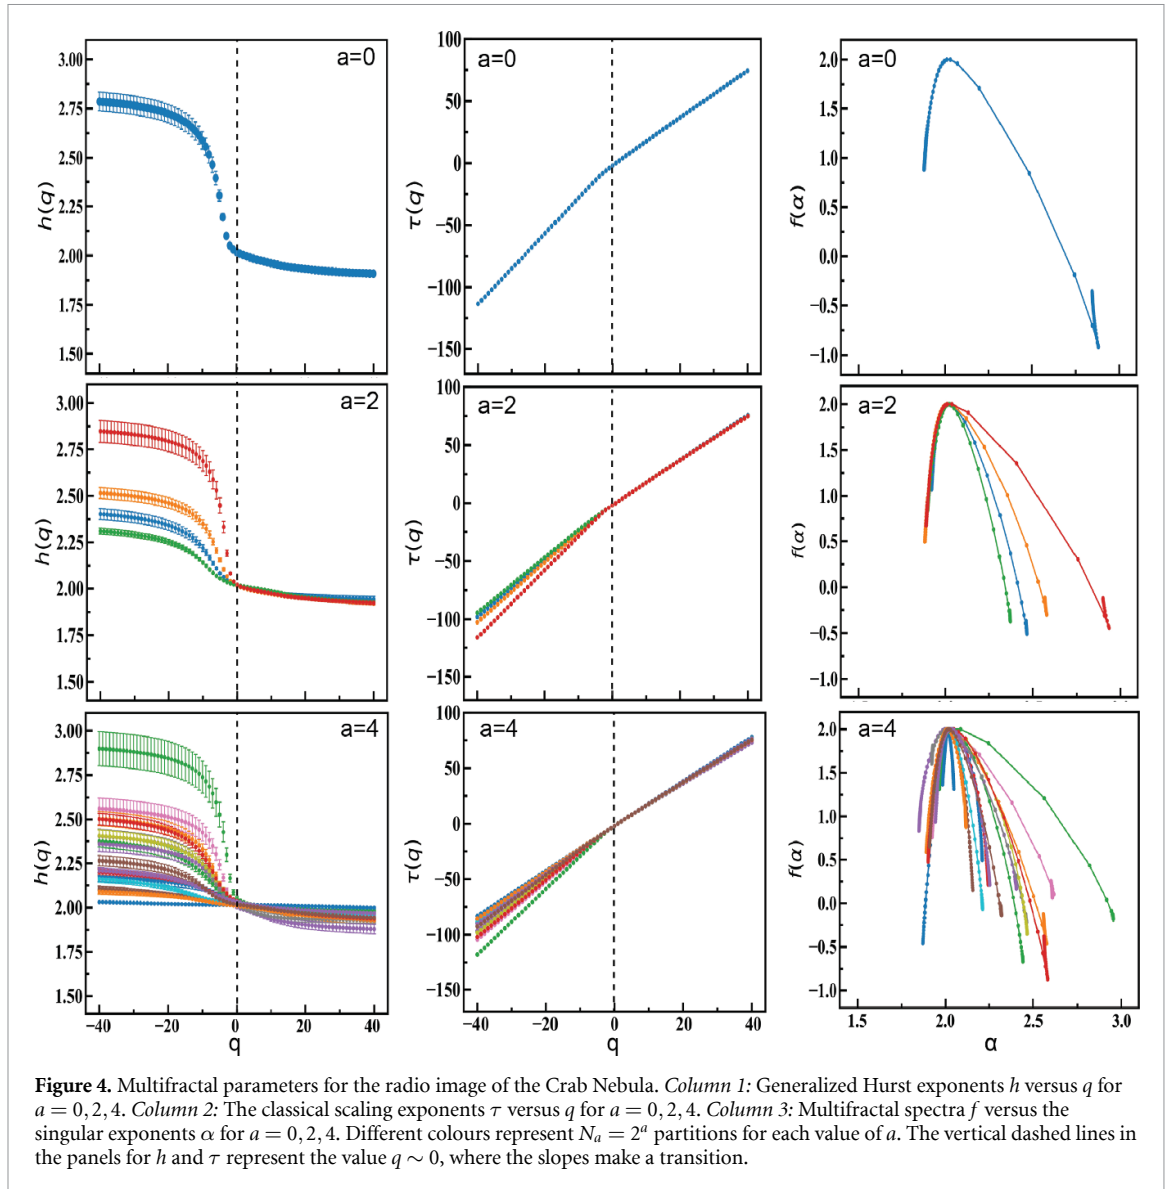 a=0
3.00
2.75
2.50
2.25
2.00
1.75
1.50
h(q)
a=0
100
50
0
−50
−100
−150
τ(q)
a=0
2.0
1.5
1.0
0.5
0.0
−0.5
−1.0
f(α)
a=2
3.00
2.75
2.50
2.25
2.00
1.75
1.50
h(q)
a=2
100
50
0
−50
−100
−150
τ(q)
a=2
2.0
1.5
1.0
0.5
0.0
−0.5
−1.0
f(α)
a=4
3.00
2.75
2.50
2.25
2.00
1.75
1.50
h(q)
−40 −20 0 20 40
q
a=4
100
50
0
−50
−100
−150
τ(q)
−40 −20 0 20 40
q
a=4
2.0
1.5
1.0
0.5
0.0
−0.5
−1.0
f(α)
1.5 2.0 2.5 3.0
α
Figure 4. Multifractal parameters for the radio image of the Crab Nebula. Column 1: Generalized Hurst exponents h versus q for
a = 0, 2, 4. Column 2: The classical scaling exponents τ versus q for a = 0, 2, 4. Column 3: Multifractal spectra f versus the
singular exponents α for a = 0, 2, 4. Different colours represent Nₐ = 2ᵃ partitions for each value of a. The vertical dashed lines in
the panels for h and τ represent the value q ∼ 0, where the slopes make a transition.